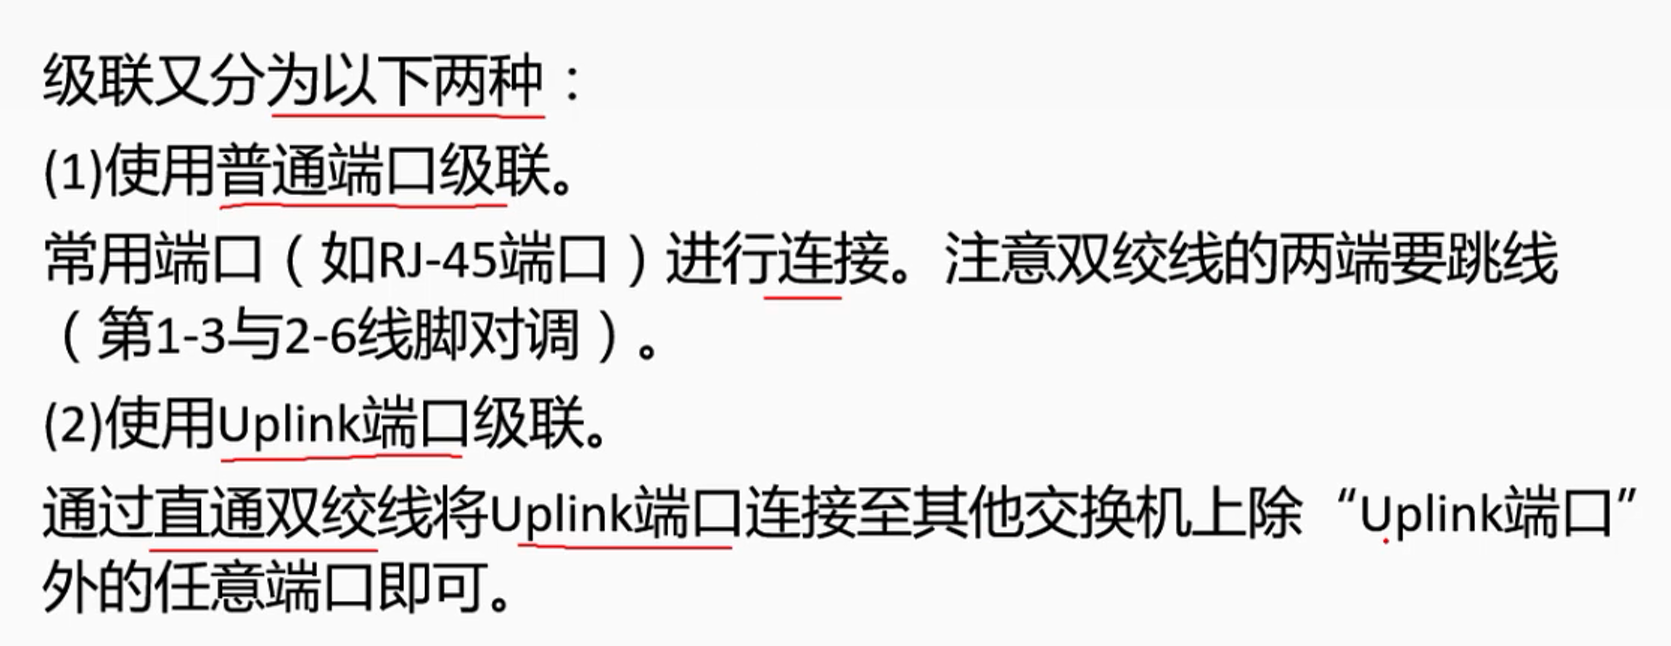 级联又分为以下两种：
(1)使用普通端口级联。
常用端口（如RJ-45端口）进行连接。注意双绞线的两端要跳线
（第1-3与2-6线脚对调）。
(2)使用Uplink端口级联。
通过直通双绞线将Uplink端口连接至其他交换机上除“Uplink端口”
外的任意端口即可。